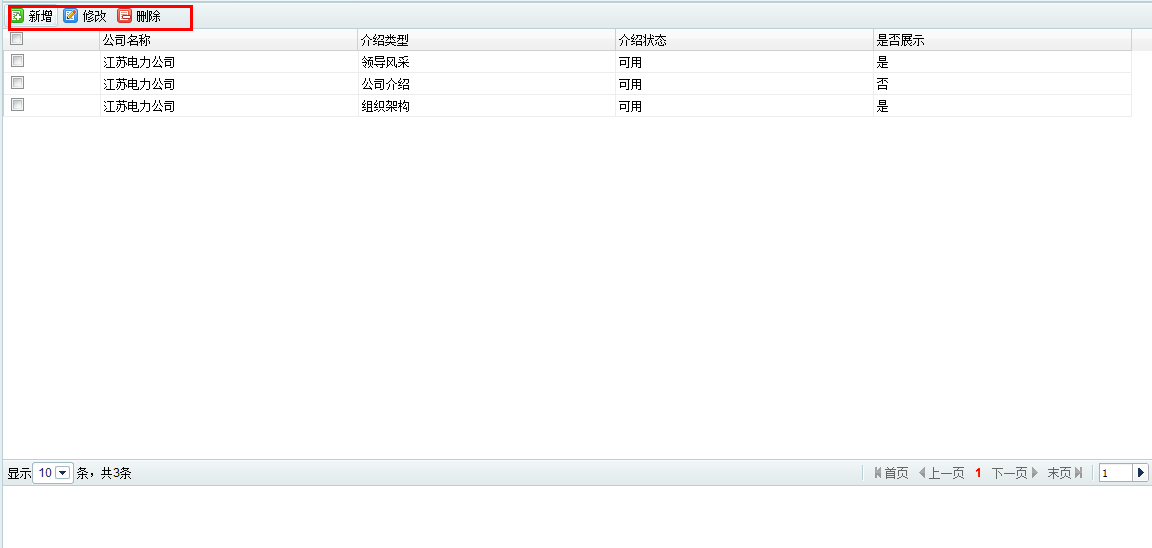 新增 修改 删除
公司名称 介绍类型 介绍状态 是否展示
江苏电力公司 领导风采 可用 是
江苏电力公司 公司介绍 可用 否
江苏电力公司 组织架构 可用 是
显示 10 条，共3条 首页 上一页 1 下一页 末页 1